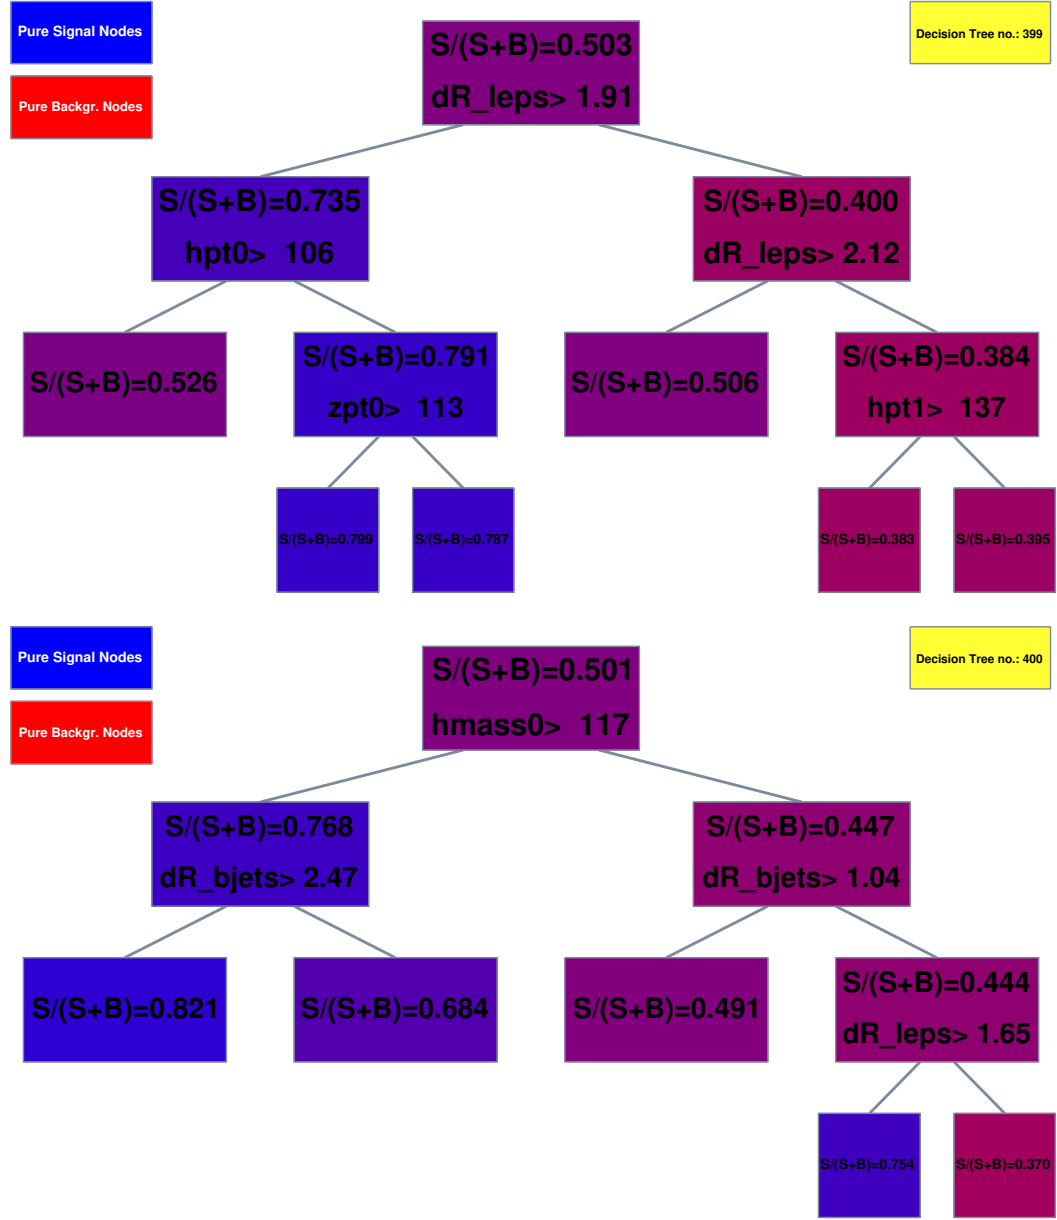 Pure Signal Nodes
Pure Backgr. Nodes
Decision Tree no.: 399
S/(S+B)=0.503
dR_leps> 1.91
S/(S+B)=0.735
hpt0>  106
S/(S+B)=0.400
dR_leps> 2.12
S/(S+B)=0.526
S/(S+B)=0.791
zpt0>  113
S/(S+B)=0.506
S/(S+B)=0.384
hpt1>  137
S/(S+B)=0.799
S/(S+B)=0.787
S/(S+B)=0.383
S/(S+B)=0.395
Pure Signal Nodes
Pure Backgr. Nodes
Decision Tree no.: 400
S/(S+B)=0.501
hmass0>  117
S/(S+B)=0.768
dR_bjets> 2.47
S/(S+B)=0.447
dR_bjets> 1.04
S/(S+B)=0.821
S/(S+B)=0.684
S/(S+B)=0.491
S/(S+B)=0.444
dR_leps> 1.65
S/(S+B)=0.754
S/(S+B)=0.370